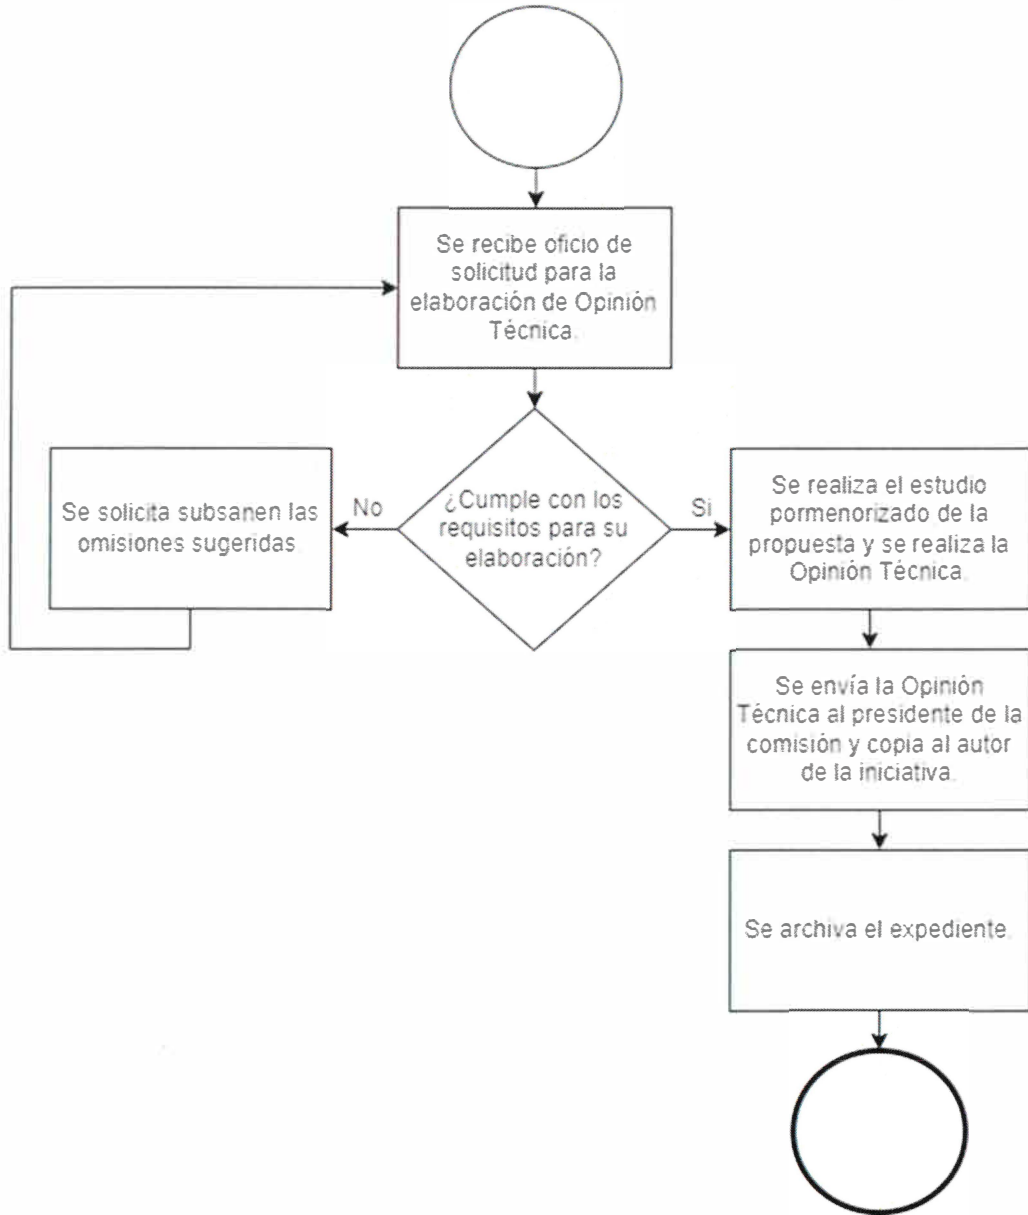 Se recibe oficio de
solicitud para la
elaboración de Opinión
Técnica.
¿Cumple con los
requisitos para su
elaboración?
No
Si
Se solicita subsanen las
omisiones sugeridas
Se realiza el estudio
pormenorizado de la
propuesta y se realiza la
Opinión Técnica.
Se envía la Opinión
Técnica al presidente de la
comisión y copia al autor
de la iniciativa.
Se archiva el expediente.